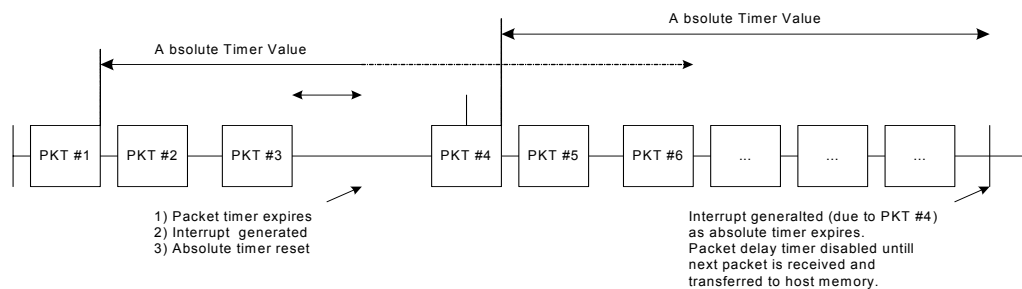 A bsolute Timer Value
A bsolute Timer Value
PKT #1
PKT #2
PKT #3
PKT #4
PKT #5
PKT #6
...
...
...
1) Packet timer expires
2) Interrupt generated
3) Absolute timer reset
Interrupt generalted (due to PKT #4)
as absolute timer expires.
Packet delay timer disabled untill
next packet is received and
transferred to host memory.